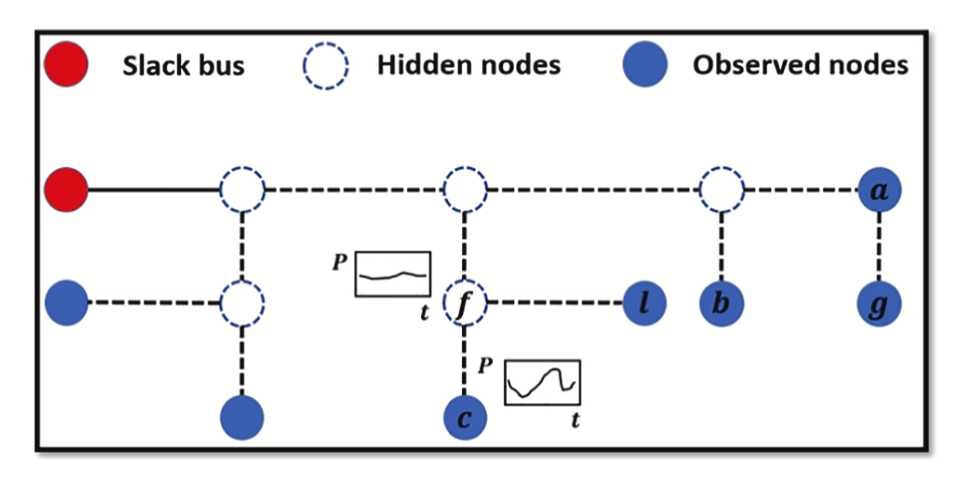 Slack bus
Hidden nodes
Observed nodes
a
P
t
f
l
b
g
P
t
c